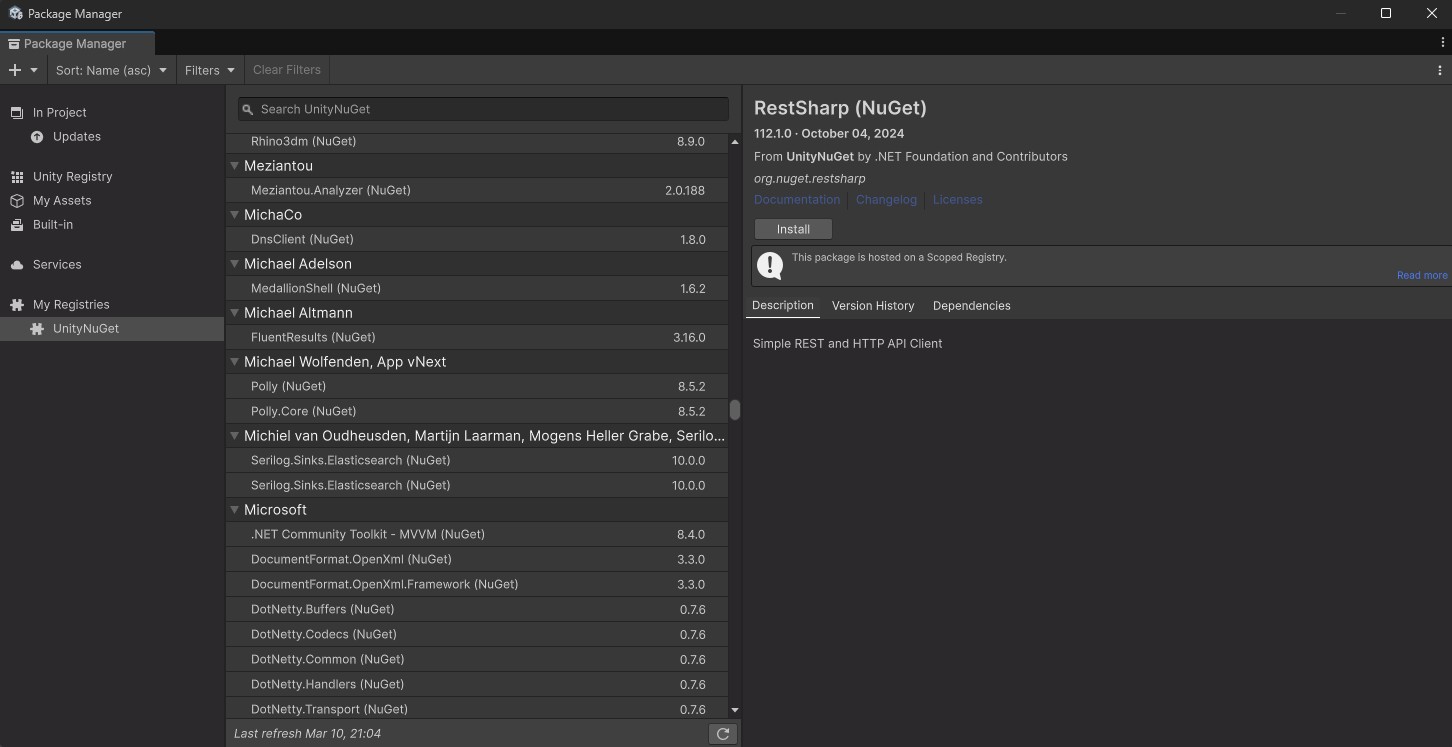 Package Manager
Package Manager
Sort: Name (asc) Filters Clear Filters
In Project
Updates
Unity Registry
My Assets
Built-in
Services
My Registries
UnityNuGet
Search UnityNuGet
Rhino3dm (NuGet) 8.9.0
Meziantou
Meziantou.Analyzer (NuGet) 2.0.188
MichaCo
DnsClient (NuGet) 1.8.0
Michael Adelson
MedallionShell (NuGet) 1.6.2
Michael Altmann
FluentResults (NuGet) 3.16.0
Michael Wolfenden, App vNext
Polly (NuGet) 8.5.2
Polly.Core (NuGet) 8.5.2
Michiel van Oudheusden, Martijn Laarman, Mogens Heller Grabe, Serilo...
Serilog.Sinks.Elasticsearch (NuGet) 10.0.0
Serilog.Sinks.Elasticsearch (NuGet) 10.0.0
Microsoft
.NET Community Toolkit - MVVM (NuGet) 8.4.0
DocumentFormat.OpenXml (NuGet) 3.3.0
DocumentFormat.OpenXml.Framework (NuGet) 3.3.0
DotNetty.Buffers (NuGet) 0.7.6
DotNetty.Codecs (NuGet) 0.7.6
DotNetty.Common (NuGet) 0.7.6
DotNetty.Handlers (NuGet) 0.7.6
DotNetty.Transport (NuGet) 0.7.6
Last refresh Mar 10, 21:04
RestSharp (NuGet)
112.1.0 · October 04, 2024
From UnityNuGet by .NET Foundation and Contributors
org.nuget.restsharp
Documentation Changelog Licenses
Install
This package is hosted on a Scoped Registry.
Read more
Description Version History Dependencies
Simple REST and HTTP API Client